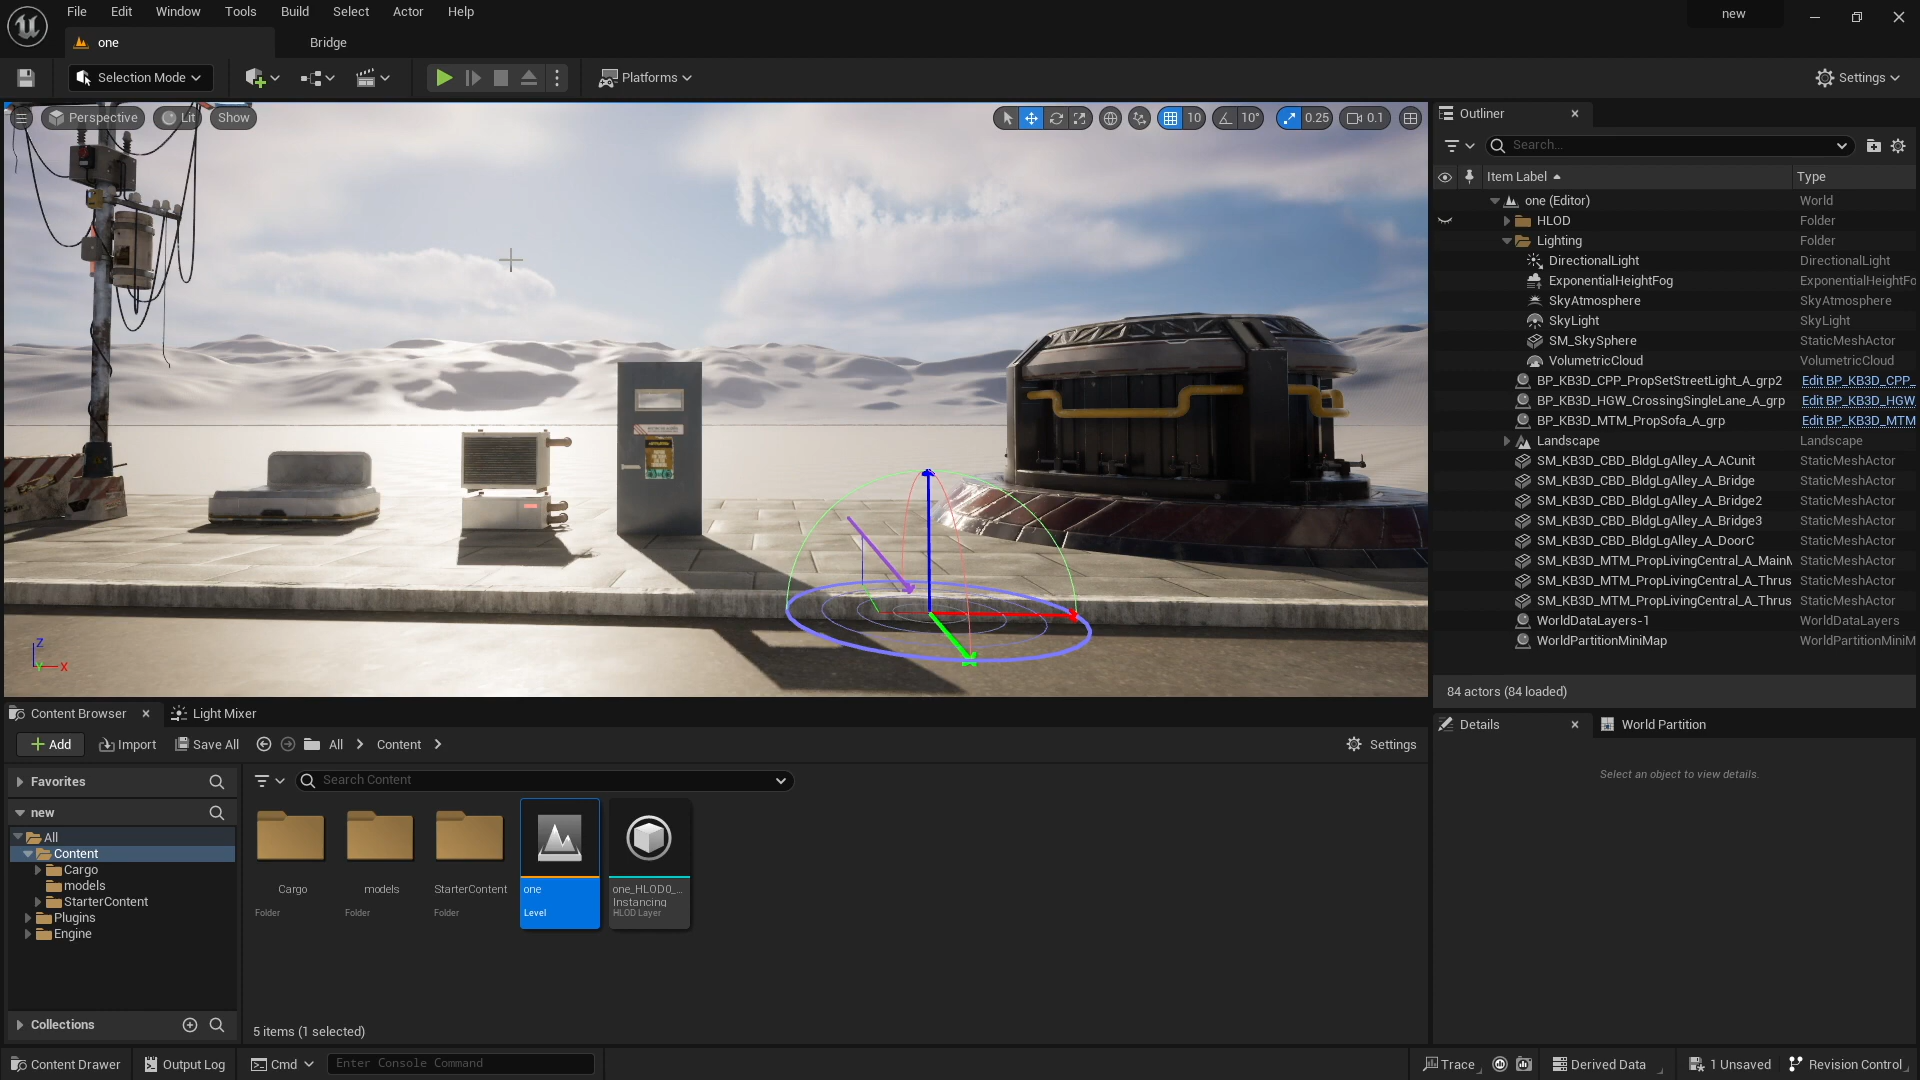 File Edit Window Tools Build Select Actor Help
new
one
Bridge
Selection Mode
Platforms
Settings
Perspective
Lit
Show
10
10°
0.25
0.1
Outliner
Search...
Item Label
Type
one (Editor) World
HLOD Folder
Lighting Folder
DirectionalLight DirectionalLight
ExponentialHeightFog ExponentialHeightFo
SkyAtmosphere SkyAtmosphere
SkyLight SkyLight
SM_SkySphere StaticMeshActor
VolumetricCloud VolumetricCloud
BP_KB3D_CPP_PropSetStreetLight_A_grp2 Edit BP_KB3D_CPP_
BP_KB3D_HGW_CrossingSingleLane_A_grp Edit BP_KB3D_HGW_
BP_KB3D_MTM_PropSofa_A_grp Edit BP_KB3D_MTM
Landscape Landscape
SM_KB3D_CBD_BldgLgAlley_A_ACunit StaticMeshActor
SM_KB3D_CBD_BldgLgAlley_A_Bridge StaticMeshActor
SM_KB3D_CBD_BldgLgAlley_A_Bridge2 StaticMeshActor
SM_KB3D_CBD_BldgLgAlley_A_Bridge3 StaticMeshActor
SM_KB3D_CBD_BldgLgAlley_A_DoorC StaticMeshActor
SM_KB3D_MTM_PropLivingCentral_A_MainM StaticMeshActor
SM_KB3D_MTM_PropLivingCentral_A_Thrus StaticMeshActor
SM_KB3D_MTM_PropLivingCentral_A_Thrus StaticMeshActor
WorldDataLayers-1 WorldDataLayers
WorldPartitionMiniMap WorldPartitionMiniM
84 actors (84 loaded)
Z
Y
X
Content Browser
Light Mixer
Add
Import
Save All
All
Content
Settings
Favorites
new
All
Content
Cargo
models
StarterContent
Plugins
Engine
Collections
Search Content
Cargo
Folder
models
Folder
StarterContent
Folder
one
Level
one_HLOD0_...
Instancing
HLOD Layer
5 items (1 selected)
Details
World Partition
Select an object to view details.
Content Drawer
Output Log
Cmd
Enter Console Command
Trace
Derived Data
1 Unsaved
Revision Control